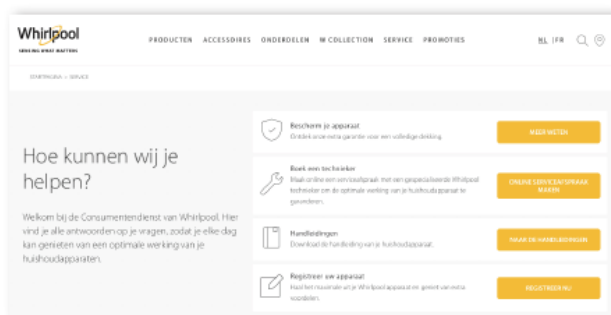 Whirlpool
SENSING WHAT MATTERS
PRODUCTEN ACCESSOIRES ONDERDELEN W COLLECTION SERVICE PROMOTIES
NL | FR
STARTPAGINA > SERVICE
Hoe kunnen wij je
helpen?
Welkom bij de Consumentendienst van Whirlpool. Hier
vind je alle antwoorden op je vragen, zodat je elke dag
kan genieten van een optimale werking van je
huishoudapparaten.
Bescherm je apparaat
Ontdek onze extra garantie voor een volledige dekking.
MEER WETEN
Boek een technieker
Maak online een serviceafspraak met een gespecialiseerde Whirlpool
technieker om de optimale werking van je huishoudapparaat te
garanderen.
ONLINE SERVICEAFSPRAAK
MAKEN
Handleidingen
Download de handleiding van je huishoudapparaat.
NAAR DE HANDLEIDINGEN
Registreer uw apparaat
Haal het maximale uit je Whirlpool apparaat en geniet van extra
voordelen.
REGISTREER NU